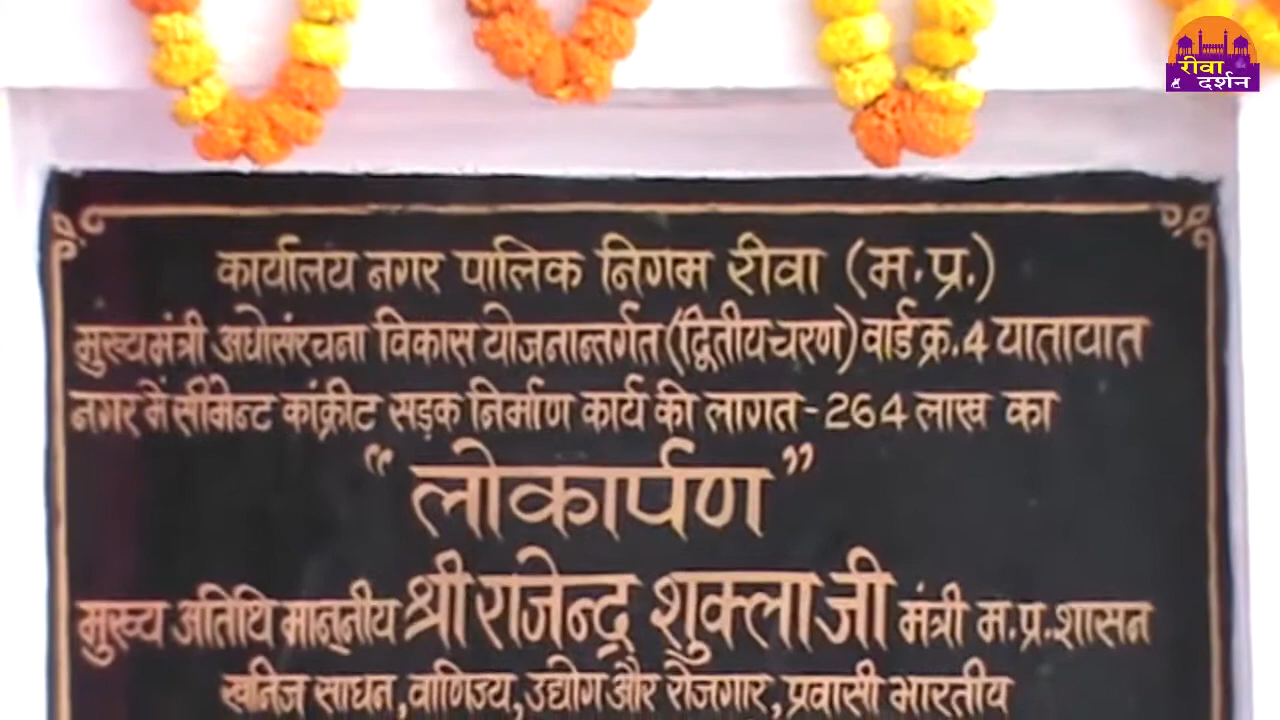 रीवा
दर्शन
कार्यालय नगर पालिक निगम रीवा (म.प्र.)
मुख्यमंत्री अधोसंरचना विकास योजनान्तर्गत (द्वितीय चरण) वार्ड क्र. 4 यातायात
नगर में सीमेन्ट कांक्रीट सड़क निर्माण कार्य की लागत - 264 लाख का
“लोकार्पण”
मुख्य अतिथि माननीय श्री राजेन्द्र शुक्ला जी मंत्री म.प्र. शासन
खनिज साधन, वाणिज्य, उद्योग और रोजगार, प्रवासी भारतीय